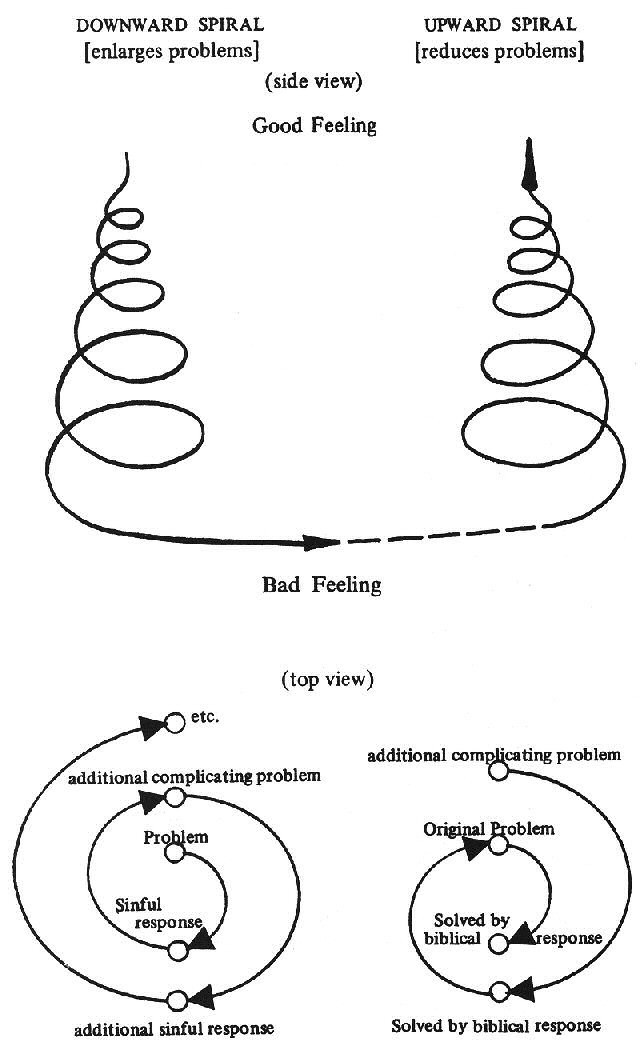 DOWNWARD SPIRAL
[enlarges problems]
UPWARD SPIRAL
[reduces problems]
(side view)
Good Feeling
Bad Feeling
(top view)
etc.
additional complicating problem
Problem
Sinful
response
additional sinful response
additional complicating problem
Original Problem
Solved by
biblical response
Solved by biblical response